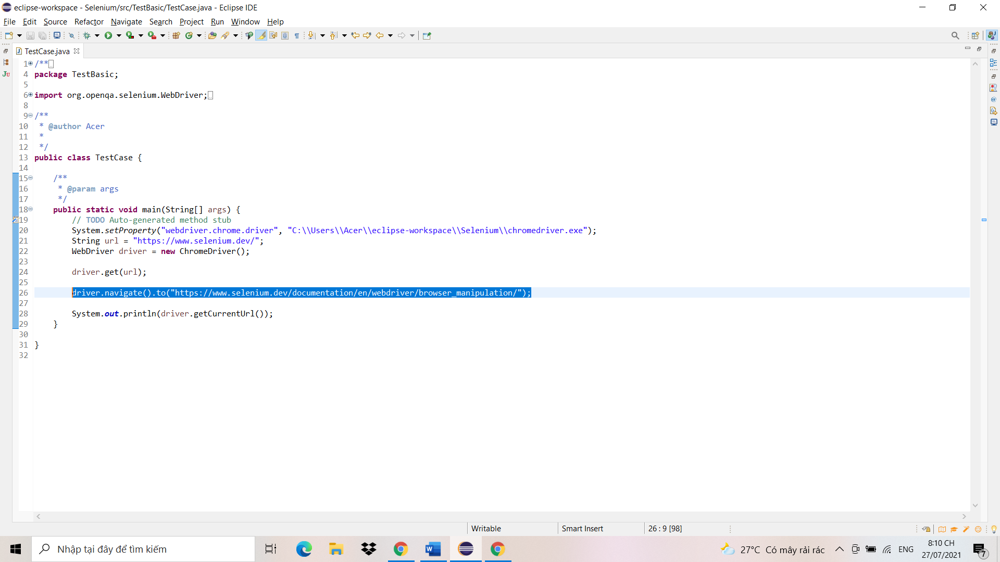 eclipse-workspace - Selenium/src/TestBasic/TestCase.java - Eclipse IDE
File Edit Source Refactor Navigate Search Project Run Window Help
TestCase.java
1 /**
4 package TestBasic;
5
6 import org.openqa.selenium.WebDriver;
8
9 /**
10 * @author Acer
11 *
12 */
13 public class TestCase {
14
15 /**
16 * @param args
17 */
18 public static void main(String[] args) {
19 // TODO Auto-generated method stub
20 System.setProperty("webdriver.chrome.driver", "C:\\Users\\Acer\\eclipse-workspace\\Selenium\\chromedriver.exe");
21 String url = "https://www.selenium.dev/";
22 WebDriver driver = new ChromeDriver();
23
24 driver.get(url);
25
26 driver.navigate().to("https://www.selenium.dev/documentation/en/webdriver/browser_manipulation/");
27
28 System.out.println(driver.getCurrentUrl());
29 }
30
31 }
32
Writable Smart Insert 26 : 9 [98]
Nhập tại đây để tìm kiếm
27°C Có mây rải rác ENG 8:10 CH
27/07/2021
7